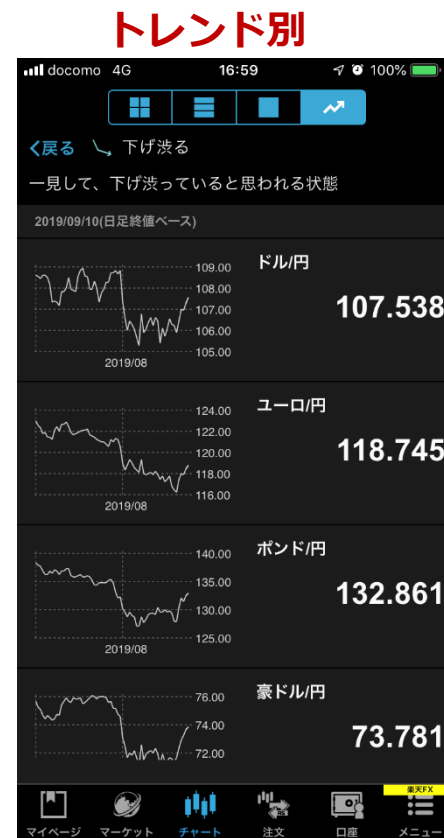 トレンド別
docomo 4G 16:59 100%
戻る 下げ渋る
一見して、下げ渋っていると思われる状態
2019/09/10(日足終値ベース)
ドル/円
109.00
108.00
107.00
106.00
105.00
107.538
2019/08
ユーロ/円
124.00
122.00
120.00
118.00
116.00
118.745
2019/08
ポンド/円
140.00
135.00
130.00
125.00
132.861
2019/08
豪ドル/円
76.00
74.00
72.00
73.781
楽天FX
マイページ マーケット チャート 注文 口座 メニュー